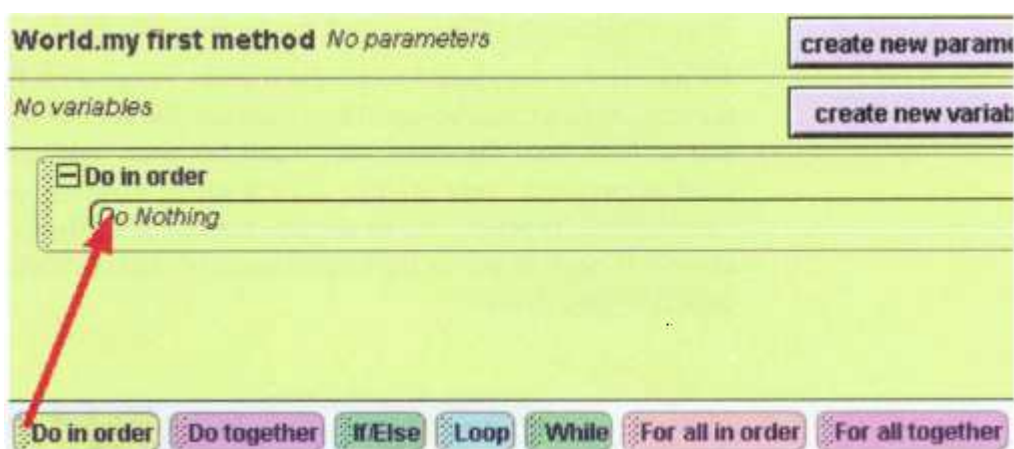 World.my first method No parameters
create new parame
No variables
create new variab
Do in order
Do Nothing
Do in order Do together If/Else Loop While For all in order For all together